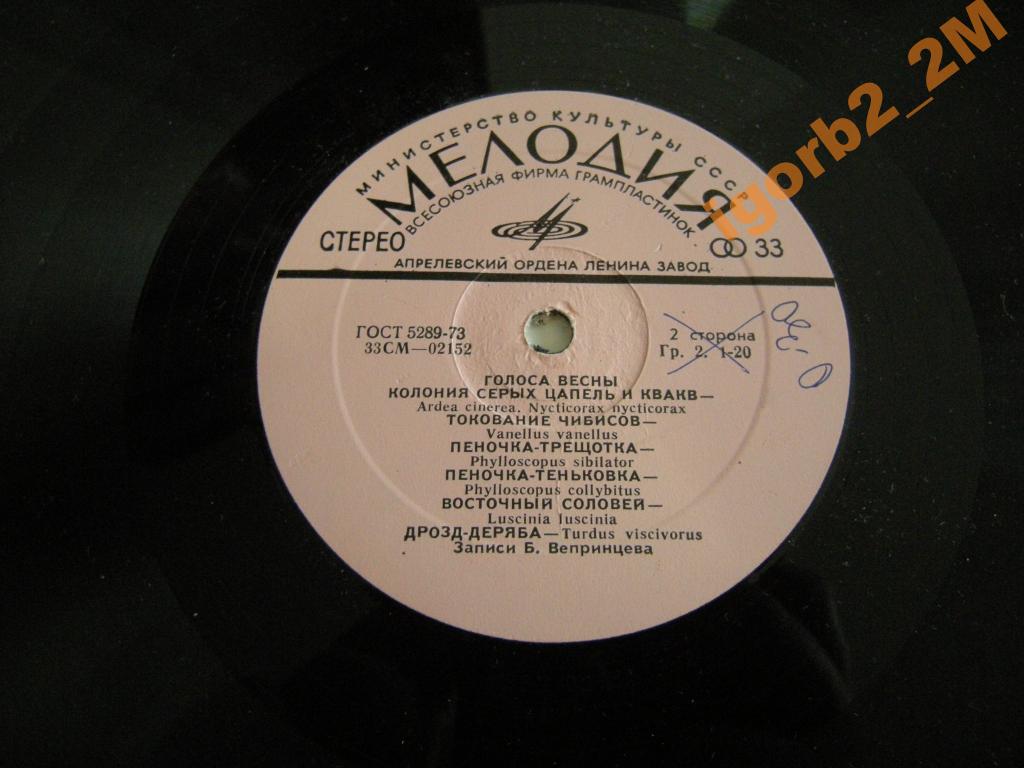 igorb2_2M
МИНИСТЕРСТВО КУЛЬТУРЫ СССР
МЕЛОДИЯ
ВСЕСОЮЗНАЯ ФИРМА ГРАМПЛАСТИНОК
СТЕРЕО 33
АПРЕЛЕВСКИЙ ОРДЕНА ЛЕНИНА ЗАВОД
ГОСТ 5289-73 2 сторона
33СМ—02152 Гр. 2. 1-20
0-30
ГОЛОСА ВЕСНЫ
КОЛОНИЯ СЕРЫХ ЦАПЕЛЬ И КВАКВ—
Ardea cinerea. Nycticorax nycticorax
ТОКОВАНИЕ ЧИБИСОВ—
Vanellus vanellus
ПЕНОЧКА-ТРЕЩОТКА—
Phylloscopus sibilator
ПЕНОЧКА-ТЕНЬКОВКА—
Phylloscopus collybitus
ВОСТОЧНЫЙ СОЛОВЕЙ—
Luscinia luscinia
ДРОЗД-ДЕРЯБА—Turdus viscivorus
Записи Б. Вепринцева